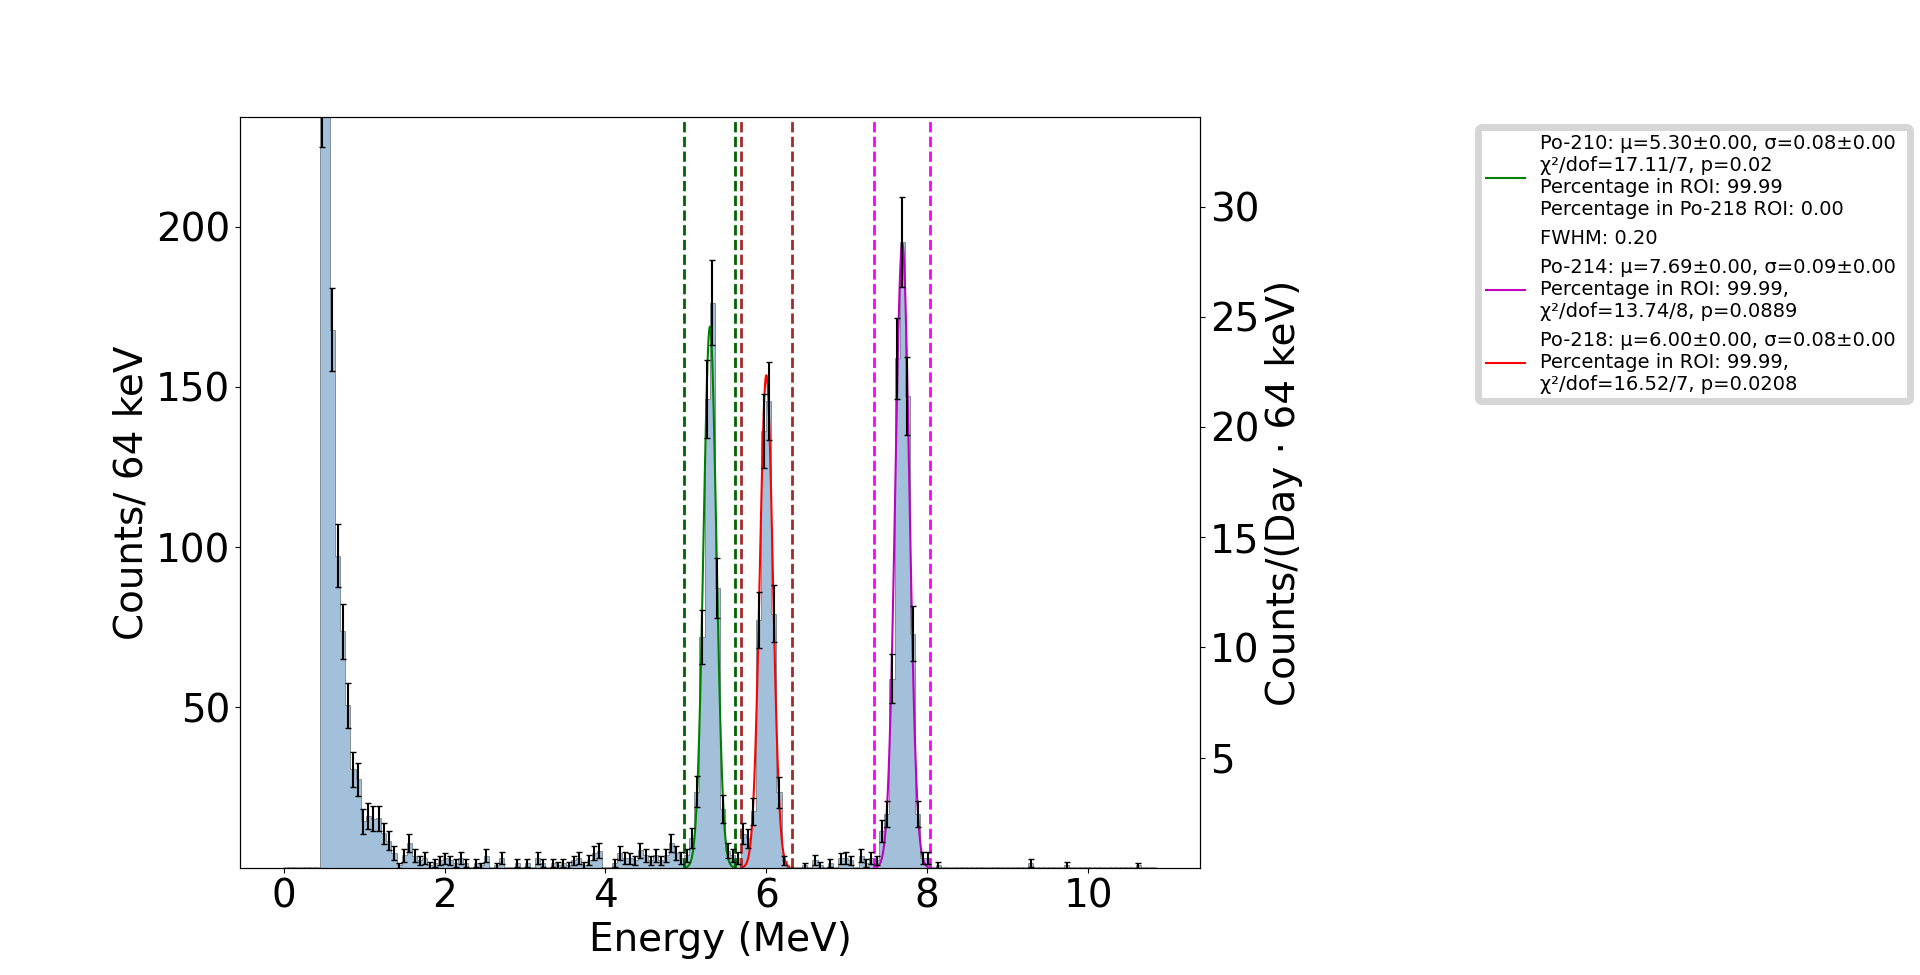 Counts/ 64 keV
200
150
100
50
0
2
4
6
8
10
Energy (MeV)
30
25
20
15
10
5
Counts/(Day · 64 keV)
Po-210: μ=5.30±0.00, σ=0.08±0.00
χ²/dof=17.11/7, p=0.02
Percentage in ROI: 99.99
Percentage in Po-218 ROI: 0.00
FWHM: 0.20
Po-214: μ=7.69±0.00, σ=0.09±0.00
Percentage in ROI: 99.99,
χ²/dof=13.74/8, p=0.0889
Po-218: μ=6.00±0.00, σ=0.08±0.00
Percentage in ROI: 99.99,
χ²/dof=16.52/7, p=0.0208